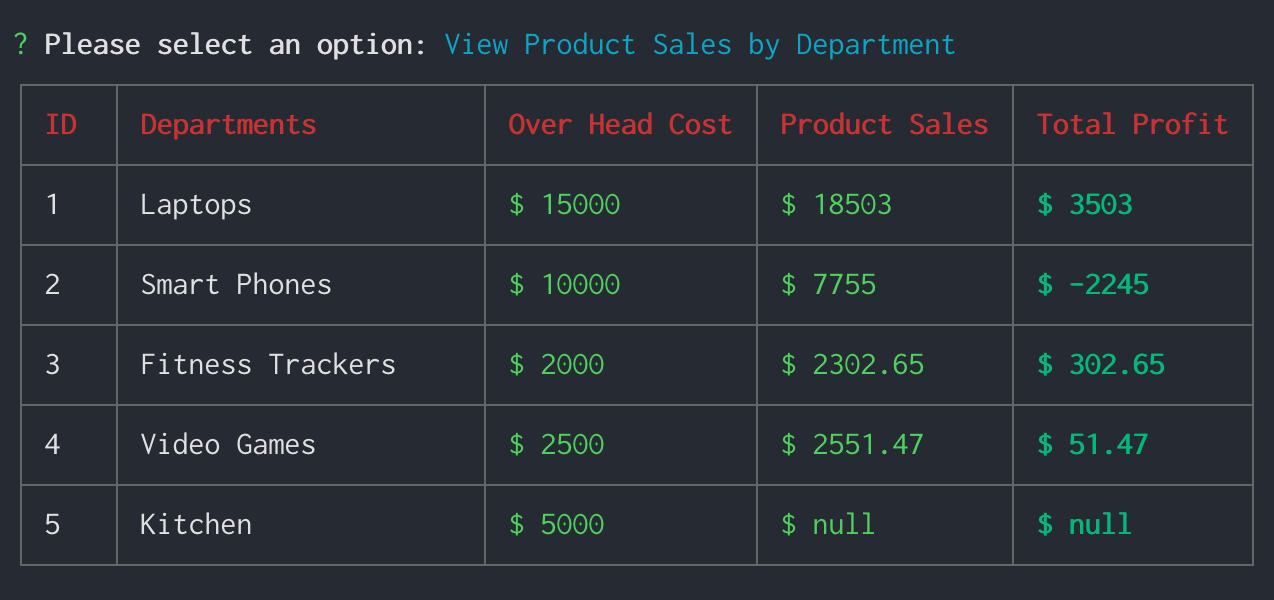 ? Please select an option: View Product Sales by Department
ID Departments Over Head Cost Product Sales Total Profit
1 Laptops $ 15000 $ 18503 $ 3503
2 Smart Phones $ 10000 $ 7755 $ -2245
3 Fitness Trackers $ 2000 $ 2302.65 $ 302.65
4 Video Games $ 2500 $ 2551.47 $ 51.47
5 Kitchen $ 5000 $ null $ null